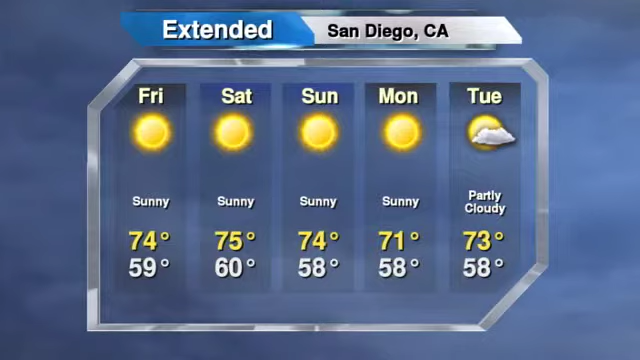 Extended
San Diego, CA
Fri Sat Sun Mon Tue
Sunny Sunny Sunny Sunny Partly
Cloudy
74° 75° 74° 71° 73°
59° 60° 58° 58° 58°